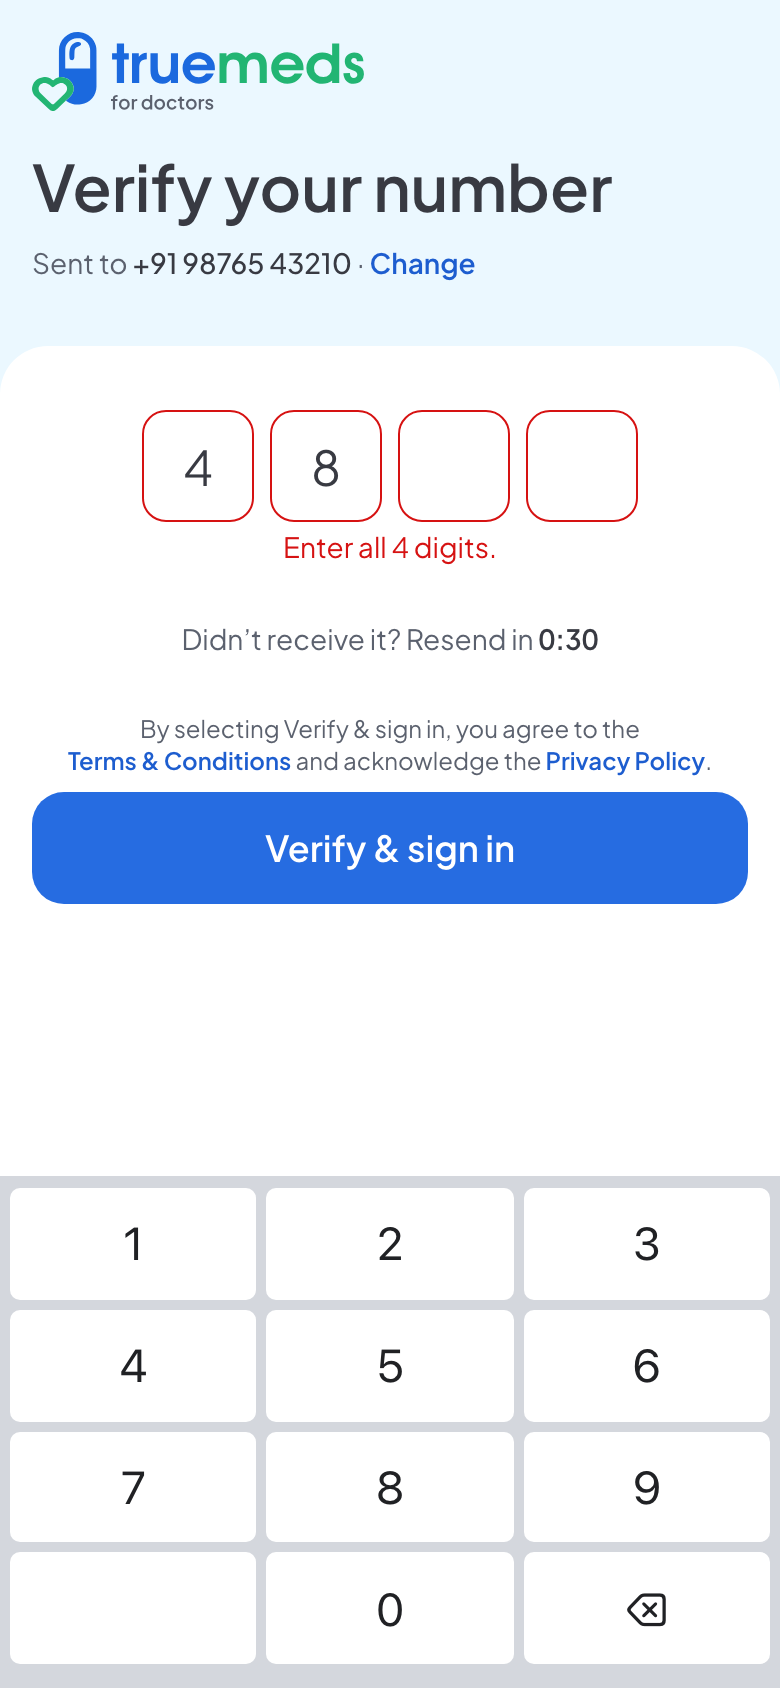 truemeds
for doctors
Verify your number
Sent to +91 98765 43210 · Change
4 8
Enter all 4 digits.
Didn’t receive it? Resend in 0:30
By selecting Verify & sign in, you agree to the
Terms & Conditions and acknowledge the Privacy Policy.
Verify & sign in
1 2 3
4 5 6
7 8 9
0